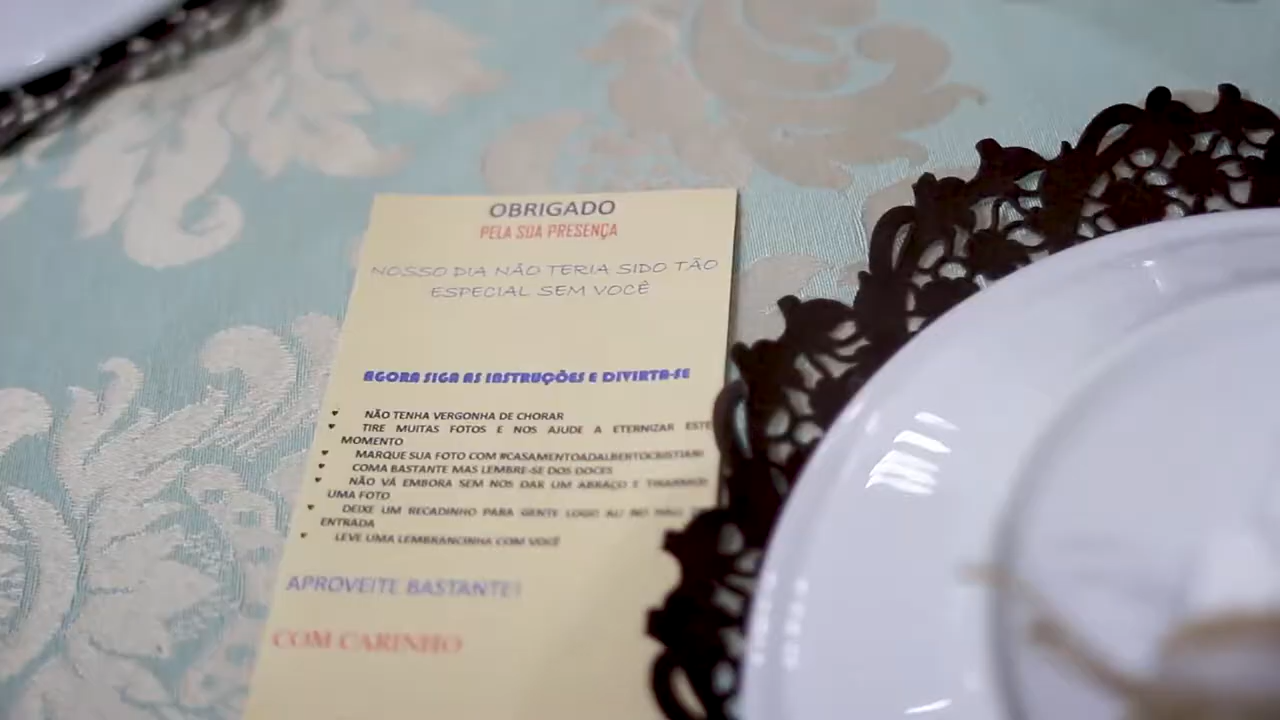 OBRIGADO
PELA SUA PRESENÇA
NOSSO DIA NÃO TERIA SIDO TÃO
ESPECIAL SEM VOCÊ
AGORA SIGA AS INSTRUÇÕES E DIVIRTA-SE
NÃO TENHA VERGONHA DE CHORAR
TIRE MUITAS FOTOS E NOS AJUDE A ETERNIZAR ESTE
MOMENTO
MARQUE SUA FOTO COM #CASAMENTOADALBERTOCRISTIANI
COMA BASTANTE MAS LEMBRE-SE DOS DOCES
NÃO VÁ EMBORA SEM NOS DAR UM ABRAÇO E TIRARMOS
UMA FOTO
DEIXE UM RECADINHO PARA GENTE LOGO
ENTRADA
LEVE UMA LEMBRANCINHA COM VOCÊ
APROVEITE BASTANTE!
COM CARINHO